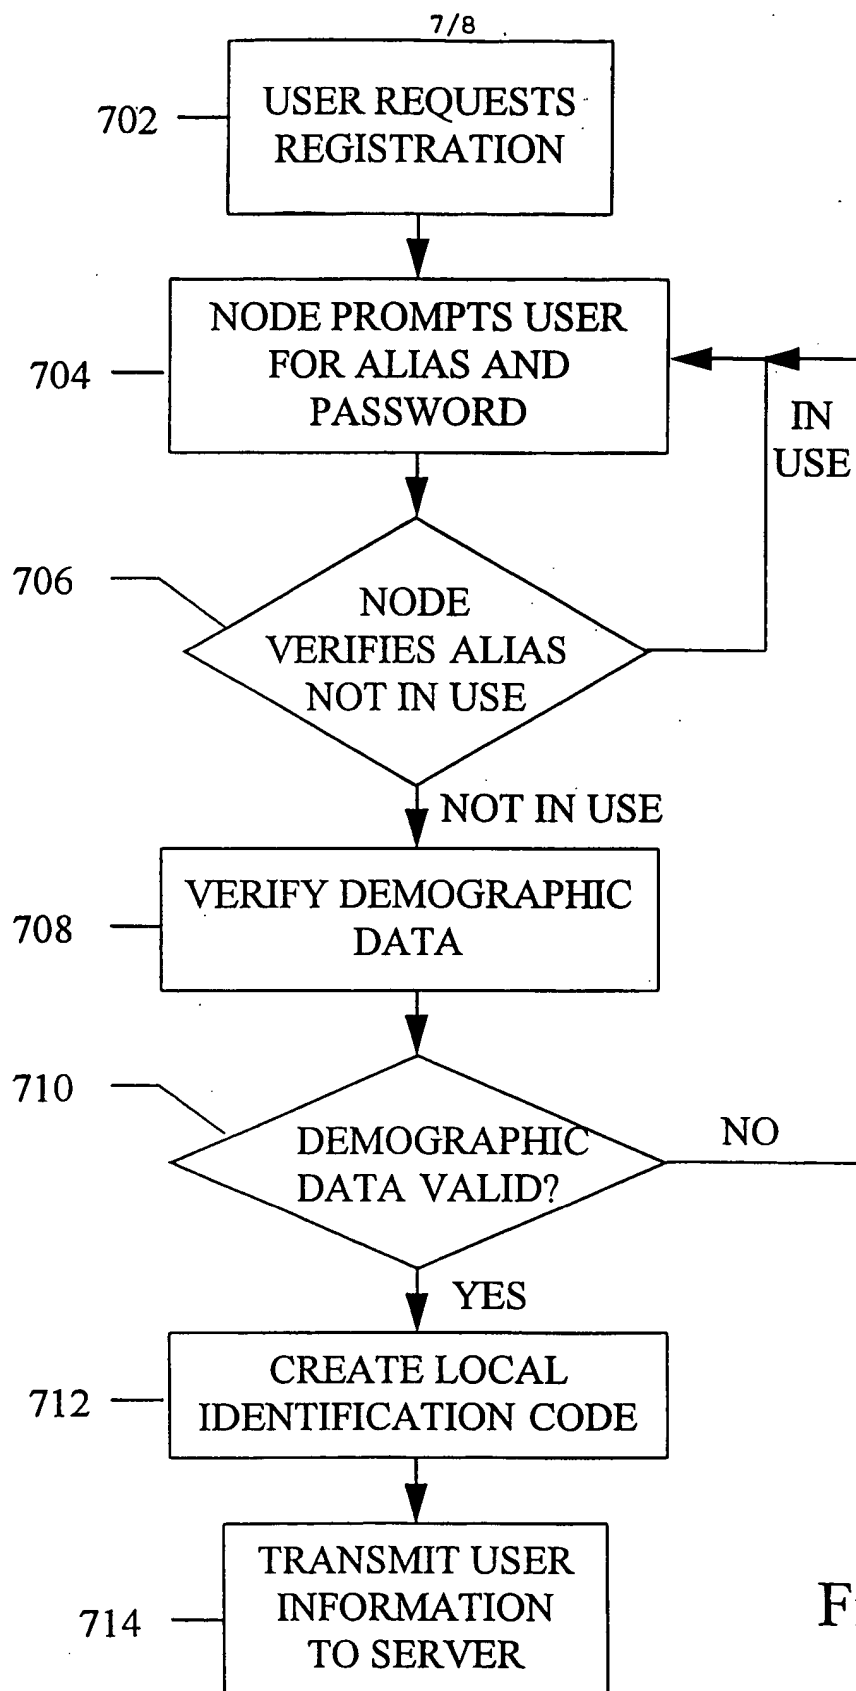 7/8
702
USER REQUESTS
REGISTRATION
704
NODE PROMPTS USER
FOR ALIAS AND
PASSWORD
IN
USE
706
NODE
VERIFIES ALIAS
NOT IN USE
NOT IN USE
708
VERIFY DEMOGRAPHIC
DATA
710
DEMOGRAPHIC
DATA VALID?
NO
YES
712
CREATE LOCAL
IDENTIFICATION CODE
714
TRANSMIT USER
INFORMATION
TO SERVER